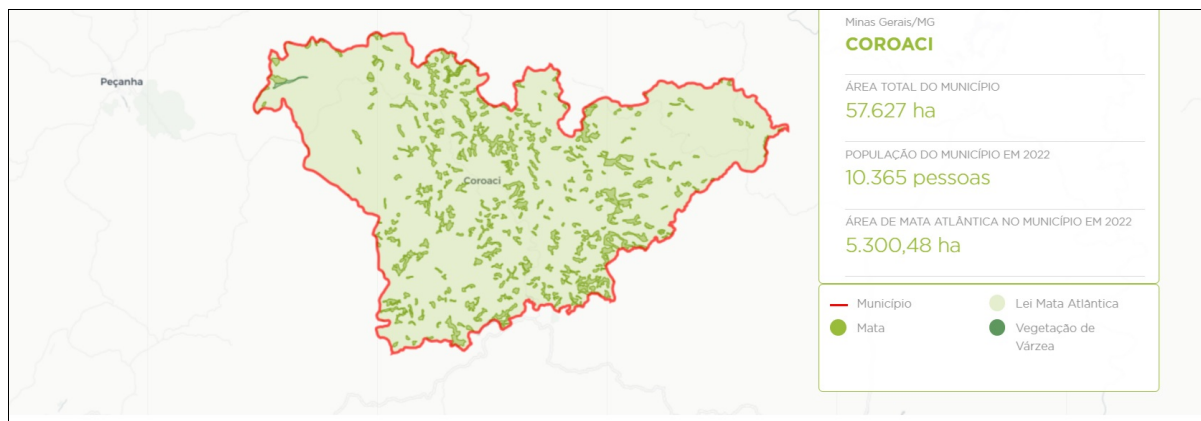 Minas Gerais/MG
COROACI
Peçanha
ÁREA TOTAL DO MUNICÍPIO
57.627 ha
POPULAÇÃO DO MUNICÍPIO EM 2022
10.365 pessoas
Coroaci
ÁREA DE MATA ATLÂNTICA NO MUNICÍPIO EM 2022
5.300,48 ha
Município
Lei Mata Atlântica
Mata
Vegetação de
Várzea